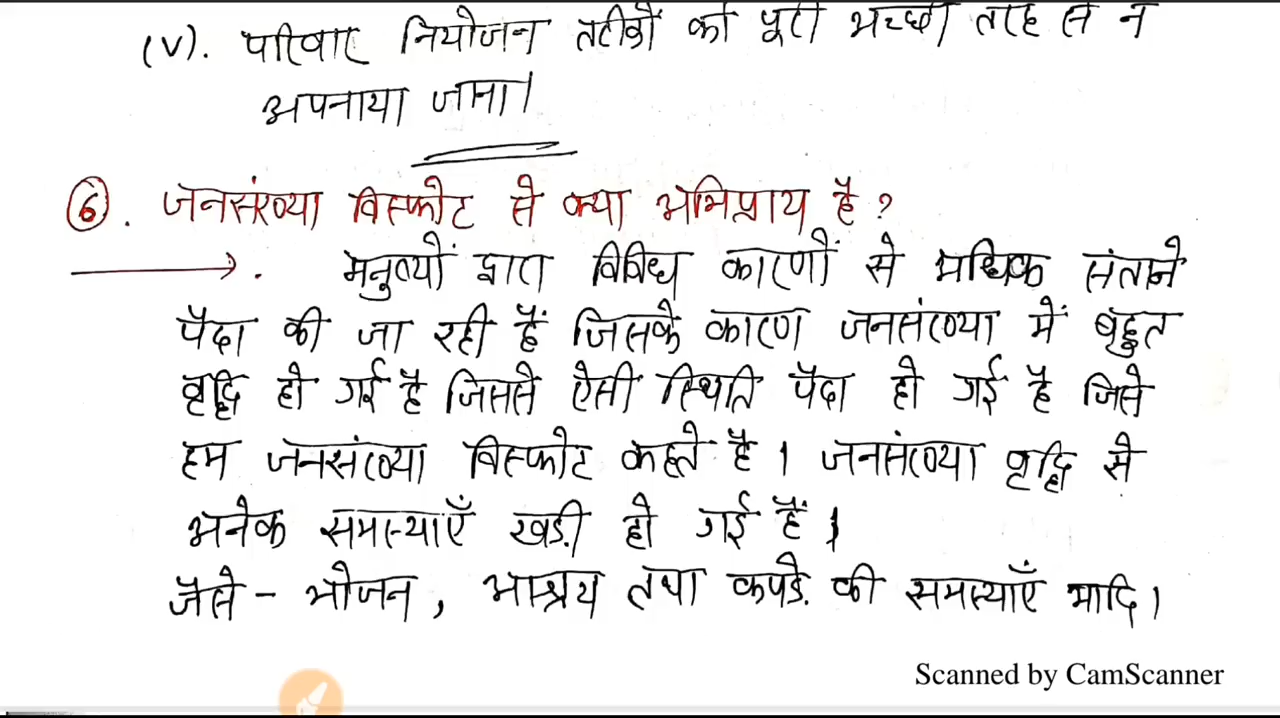 (v). परिवार नियोजन तरीकों को पूरी अच्छी तरह से न
अपनाया जाना।
6. जनसंख्या विस्फोट से क्या अभिप्राय है?
मनुष्यों द्वारा विविध कारणों से अधिक संताने
पैदा की जा रही हैं जिसके कारण जनसंख्या में बहुत
वृद्धि हो गई है जिससे ऐसी स्थिति पैदा हो गई है जिसे
हम जनसंख्या विस्फोट कहते है। जनसंख्या वृद्धि से
अनेक समस्याएँ खड़ी हो गई हैं।
जैसे - भोजन, आश्रय तथा कपड़े की समस्याएँ आदि।
Scanned by CamScanner